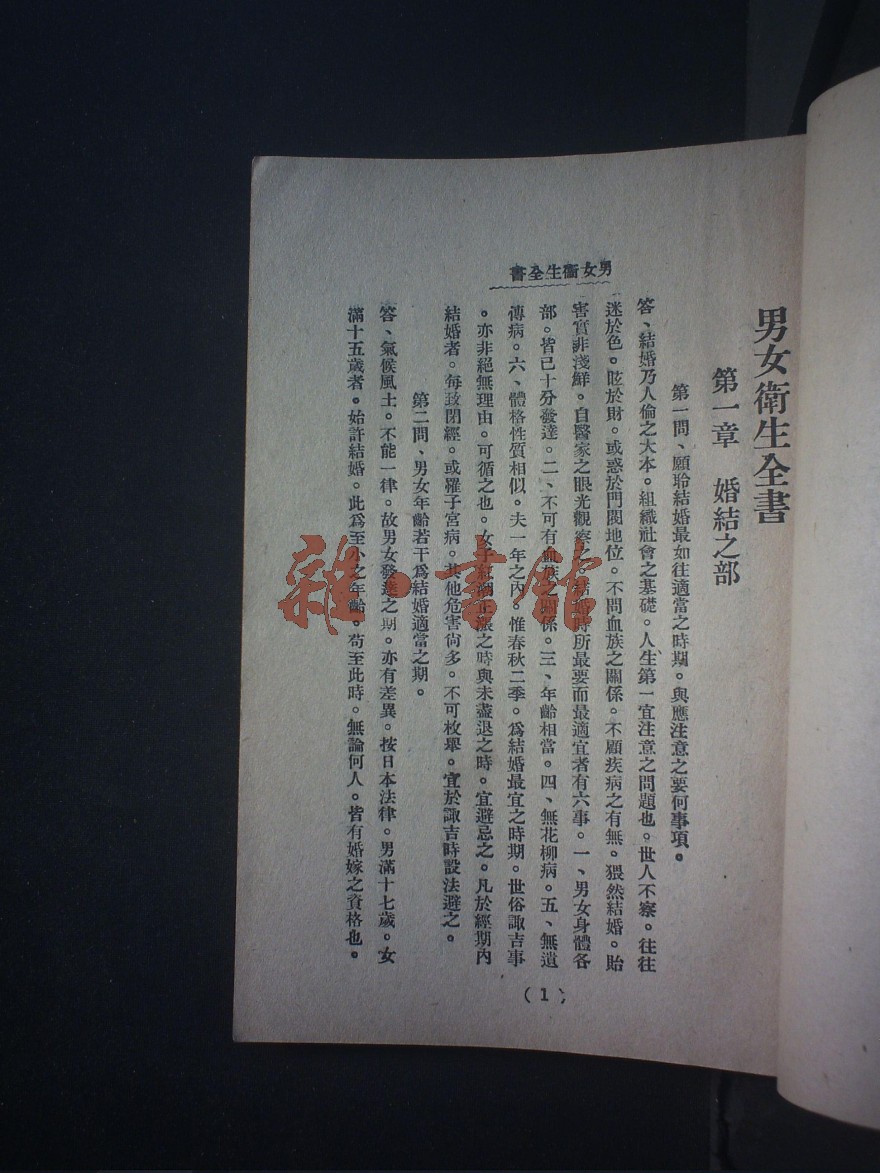 男女衛生全書
男女衛生全書
第一章 婚結之部
第一問、願聆結婚最如往適當之時期。與應注意之要何事項。
答、結婚乃人倫之大本。組織社會之基礎。人生第一宜注意之問題也。世人不察。往往
迷於色。眩於財。或惑於門閥地位。不問血族之關係。不顧疾病之有無。猥然結婚。貽
害實非淺鮮。自醫家之眼光觀察之。結婚時所最要而最適宜者有六事。一、男女身體各
部。皆已十分發達。二、不可有血族之關係。三、年齡相當。四、無花柳病。五、無遺
傳病。六、體格性質相似。夫一年之內。惟春秋二季。為結婚最宜之時期。世俗諏吉事
。亦非絕無理由。可循之也。女子紅潮正漲之時與未盡退之時。宜避忌之。凡於經期內
結婚者。每致閉經。或罹子宮病。其他危害尙多。不可枚舉。宜於諏吉時設法避之。
第二問、男女年齡若干爲結婚適當之期。
答、氣候風土。不能一律。故男女發達之期。亦有差異。按日本法律。男滿十七歲。女
滿十五歲者。始許結婚。此爲至小之年齡。苟至此時。無論何人。皆有婚嫁之資格也。
(1)
雜·書館